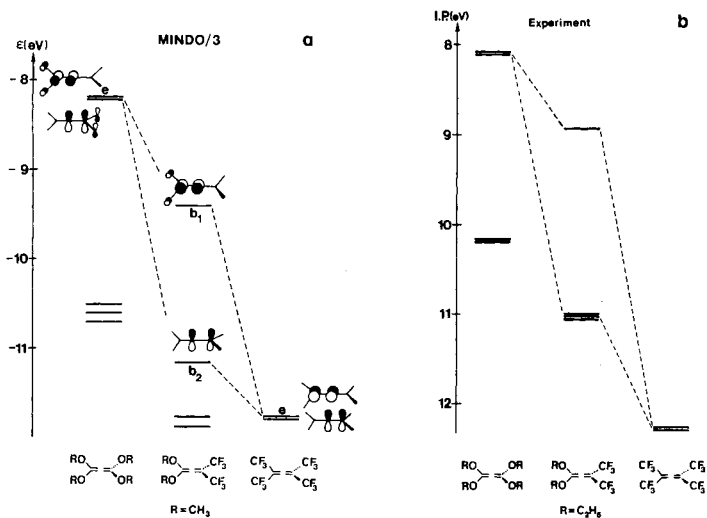 ε(eV)
MINDO/3
a
-8
-9
-10
-11
e
b₁
b₂
e
RO
RO
OR
OR
RO
RO
CF₃
CF₃
CF₃
CF₃
CF₃
CF₃
R=CH₃
I.P.(eV)
Experiment
b
8
9
10
11
12
RO
RO
OR
OR
RO
RO
CF₃
CF₃
CF₃
CF₃
CF₃
CF₃
R=C₂H₅